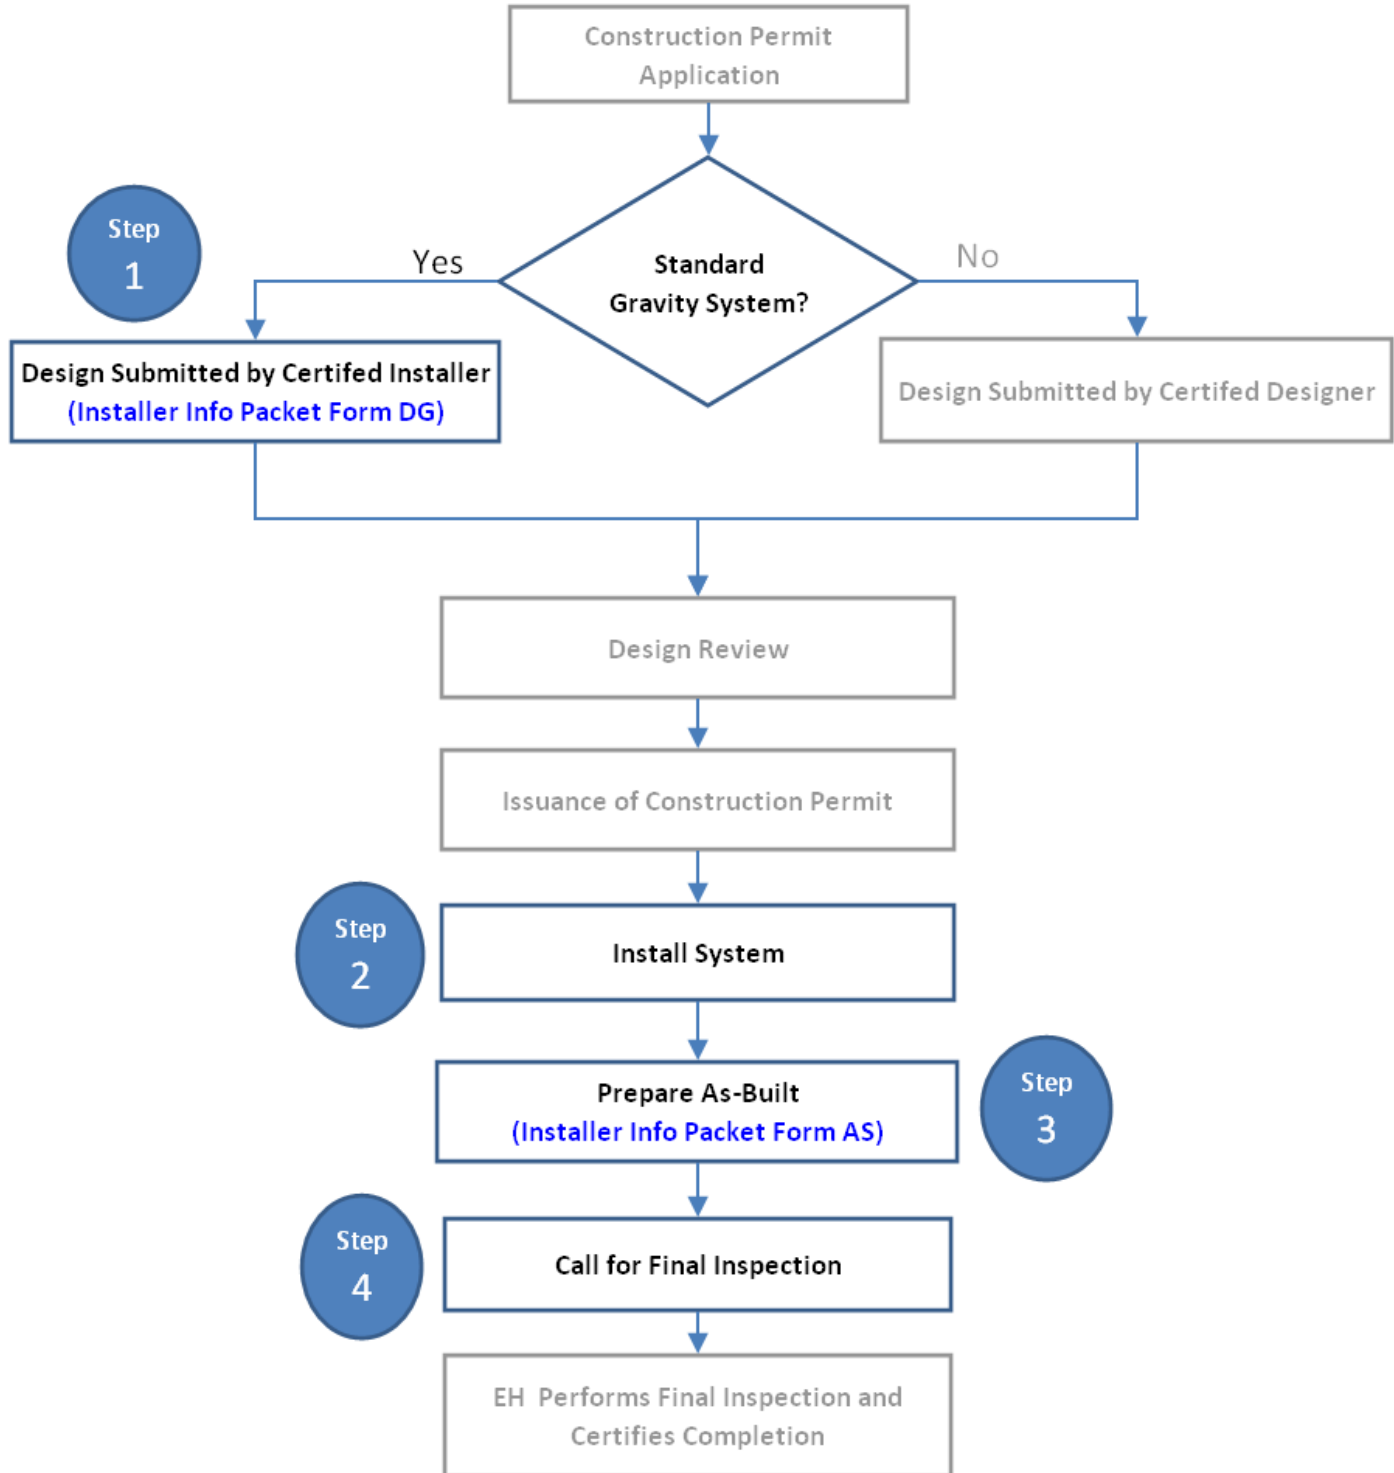 Construction Permit
Application
Step
1
Yes
Standard
Gravity System?
No
Design Submitted by Certifed Installer
(Installer Info Packet Form DG)
Design Submitted by Certifed Designer
Design Review
Issuance of Construction Permit
Step
2
Install System
Prepare As-Built
(Installer Info Packet Form AS)
Step
3
Step
4
Call for Final Inspection
EH Performs Final Inspection and
Certifies Completion